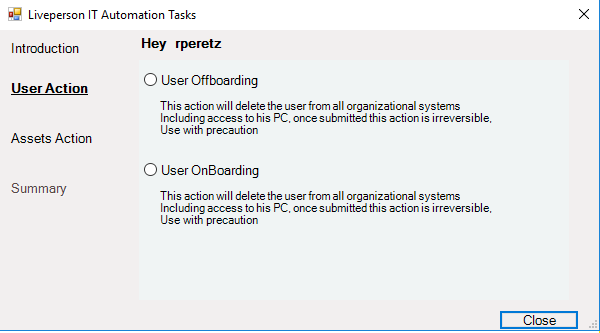 Liveperson IT Automation Tasks
Introduction
Hey rperetz
User Action
Assets Action
Summary
User Offboarding
This action will delete the user from all organizational systems
Including access to his PC, once submitted this action is irreversible,
Use with precaution
User OnBoarding
This action will delete the user from all organizational systems
Including access to his PC, once submitted this action is irreversible,
Use with precaution
Close